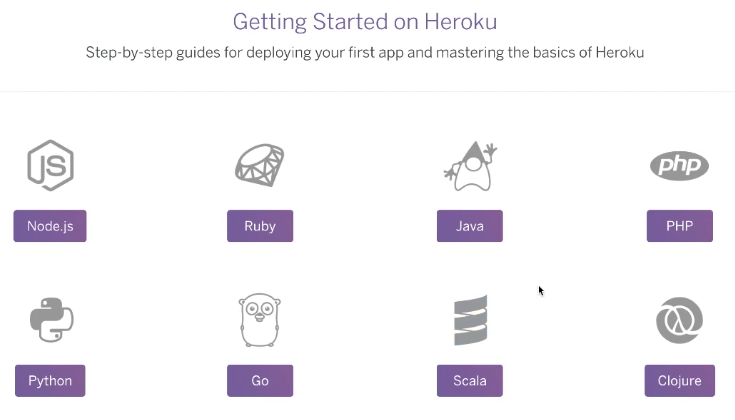 Getting Started on Heroku
Step-by-step guides for deploying your first app and mastering the basics of Heroku
JS
php
Node.js
Ruby
Java
PHP
Python
Go
Scala
Clojure